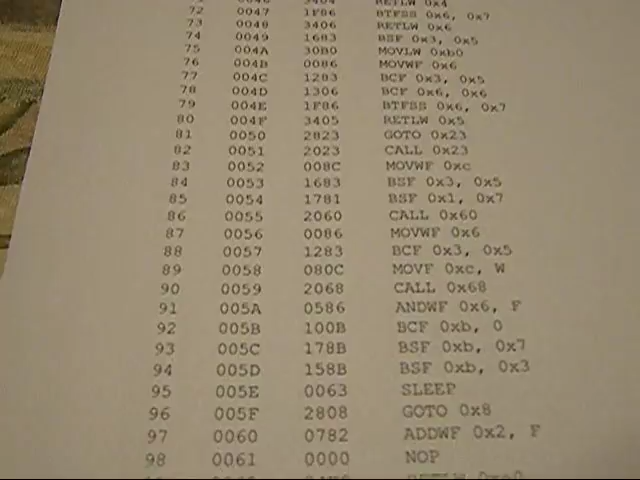 72 0047 1F86 BTFSS 0x6, 0x7
73 0048 3406 RETLW 0x6
74 0049 1683 BSF 0x3, 0x5
75 004A 30B0 MOVLW 0xb0
76 004B 0086 MOVWF 0x6
77 004C 1283 BCF 0x3, 0x5
78 004D 1306 BCF 0x6, 0x6
79 004E 1F86 BTFSS 0x6, 0x7
80 004F 3405 RETLW 0x5
81 0050 2823 GOTO 0x23
82 0051 2023 CALL 0x23
83 0052 008C MOVWF 0xc
84 0053 1683 BSF 0x3, 0x5
85 0054 1781 BSF 0x1, 0x7
86 0055 2060 CALL 0x60
87 0056 0086 MOVWF 0x6
88 0057 1283 BCF 0x3, 0x5
89 0058 080C MOVF 0xc, W
90 0059 2068 CALL 0x68
91 005A 0586 ANDWF 0x6, F
92 005B 100B BCF 0xb, 0
93 005C 178B BSF 0xb, 0x7
94 005D 158B BSF 0xb, 0x3
95 005E 0063 SLEEP
96 005F 2808 GOTO 0x8
97 0060 0782 ADDWF 0x2, F
98 0061 0000 NOP